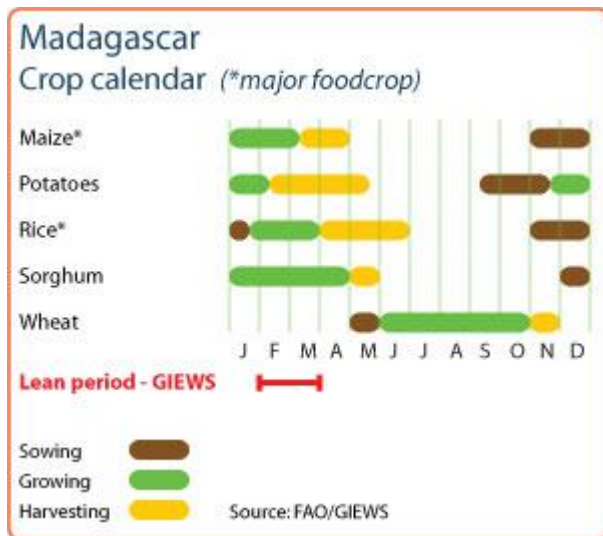 Madagascar
Crop calendar (*major foodcrop)
Maize*
Potatoes
Rice*
Sorghum
Wheat
J F M A M J J A S O N D
Lean period - GIEWS
Sowing
Growing
Harvesting Source: FAO/GIEWS